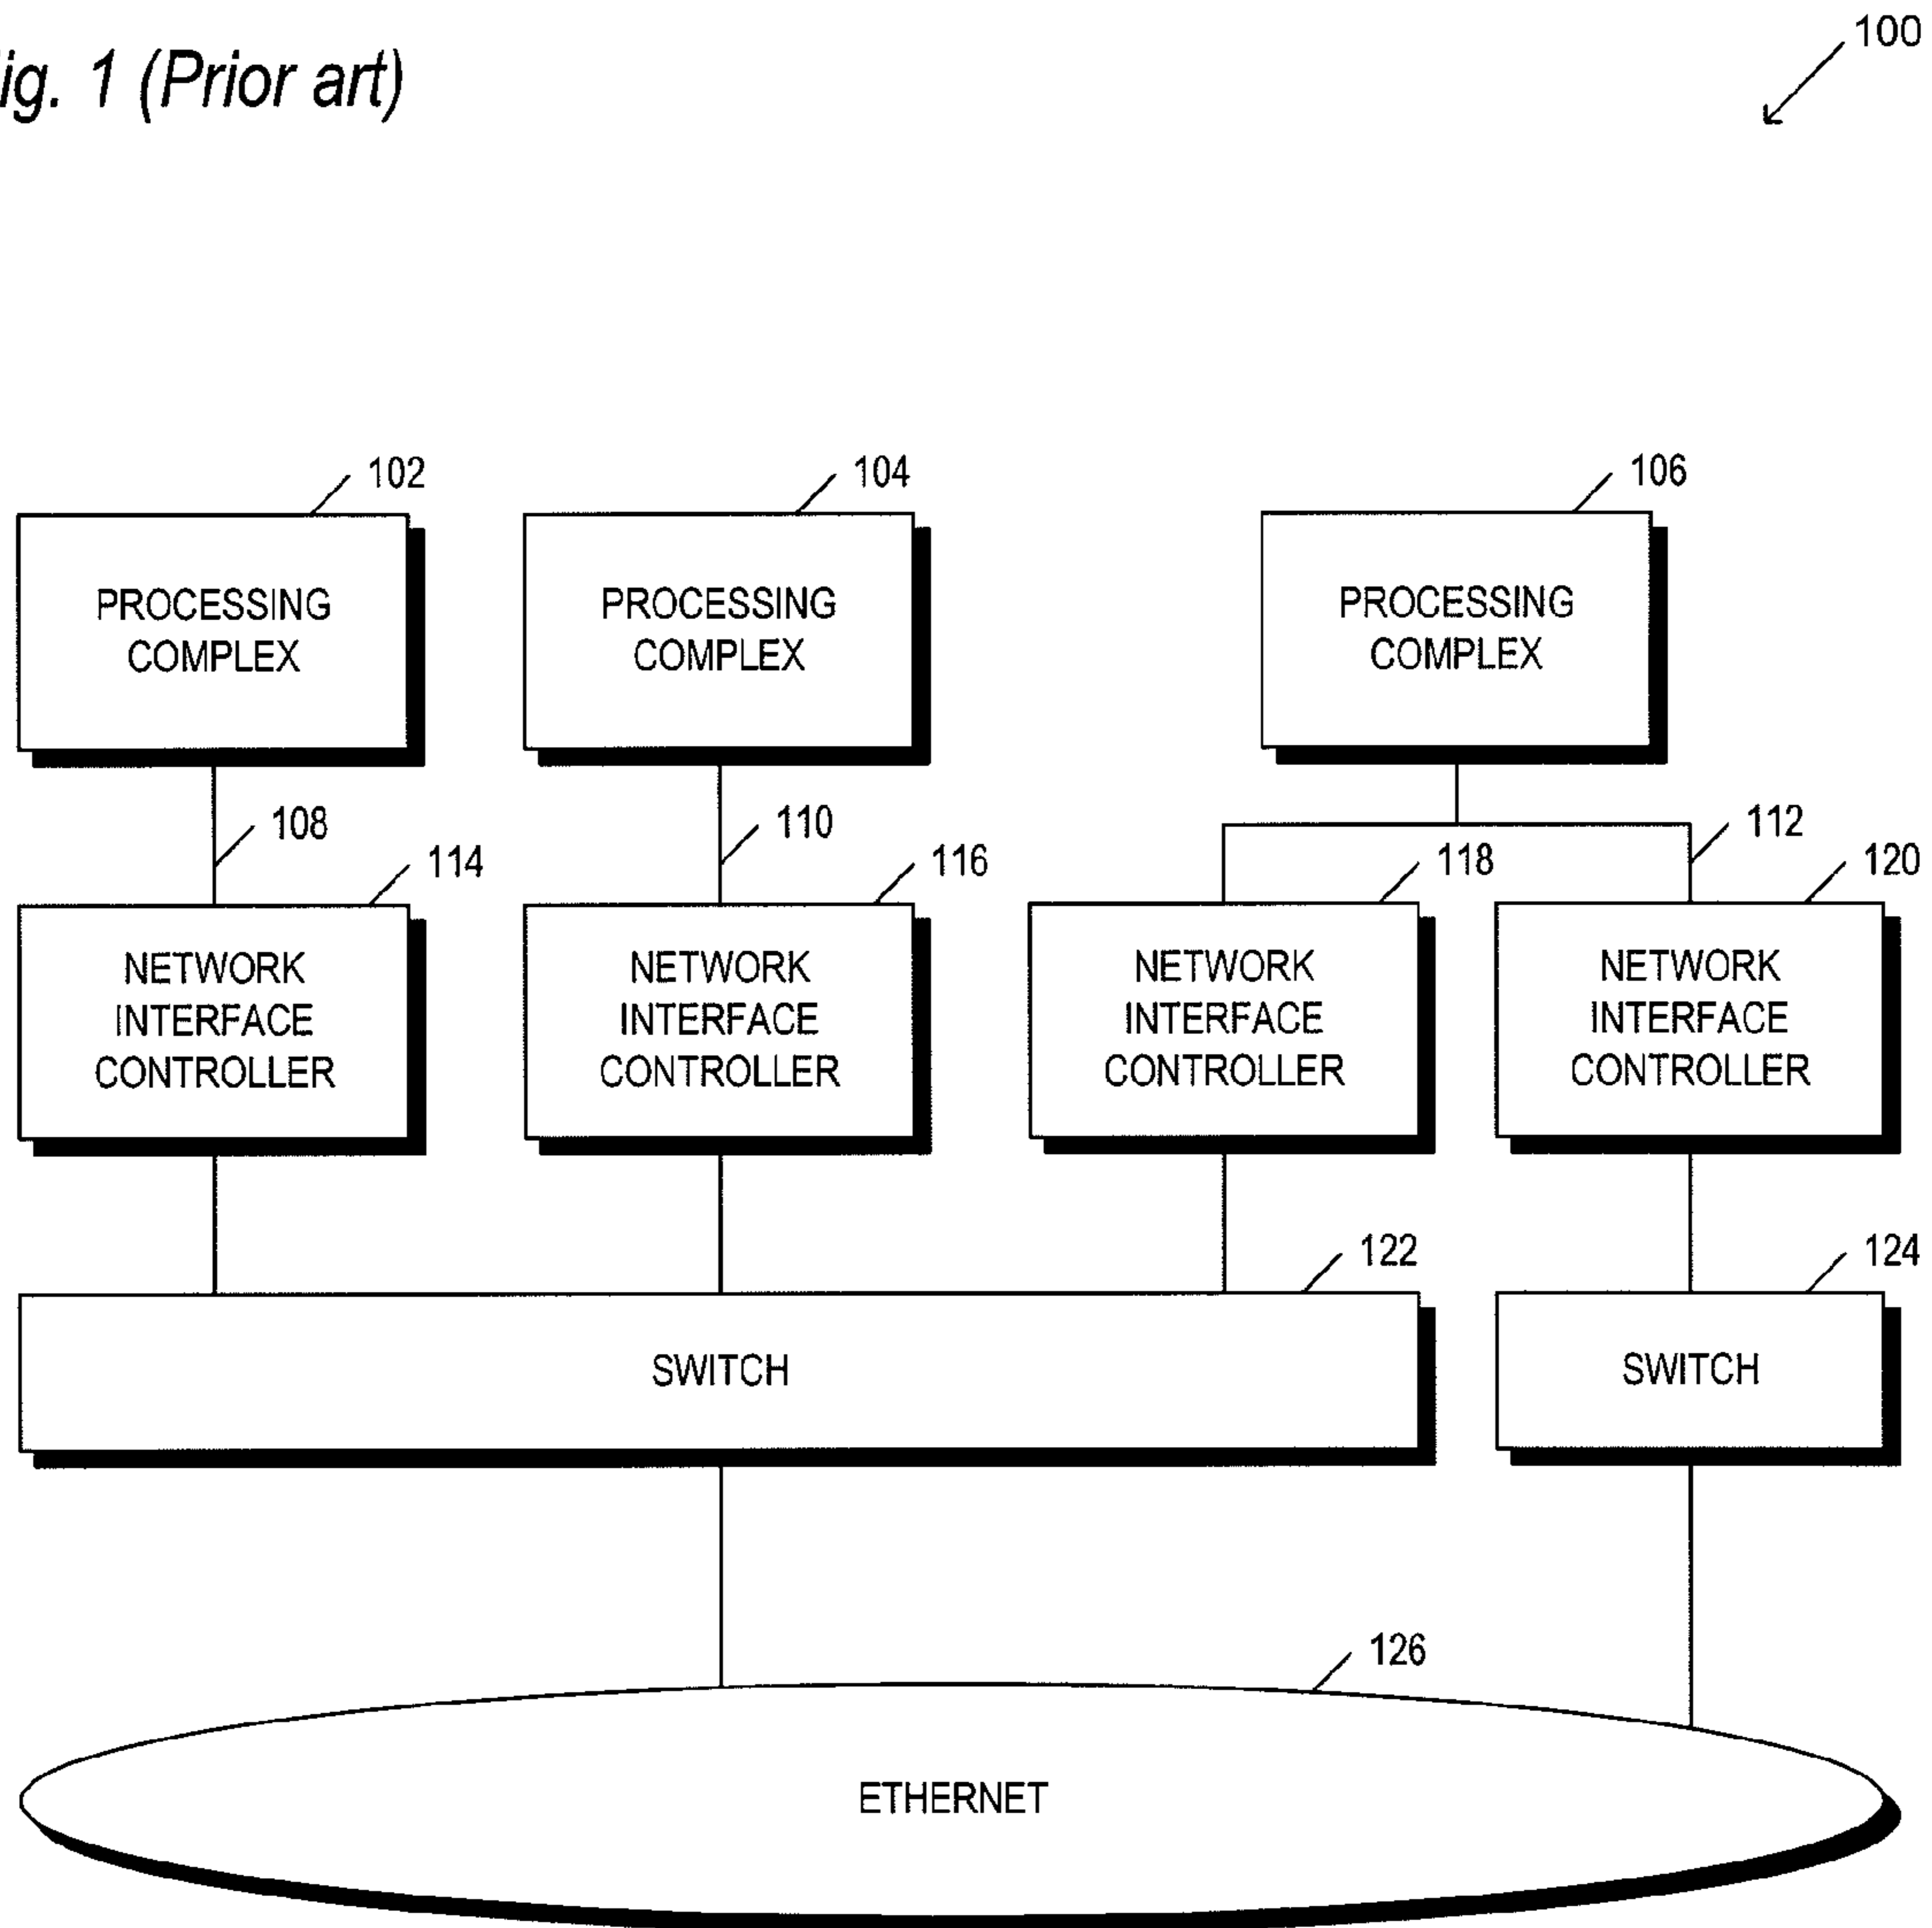 ig. 1 (Prior art)
100
102
104
106
PROCESSING
COMPLEX
PROCESSING
COMPLEX
PROCESSING
COMPLEX
108
110
112
114
116
118
120
NETWORK
INTERFACE
CONTROLLER
NETWORK
INTERFACE
CONTROLLER
NETWORK
INTERFACE
CONTROLLER
NETWORK
INTERFACE
CONTROLLER
122
124
SWITCH
SWITCH
126
ETHERNET